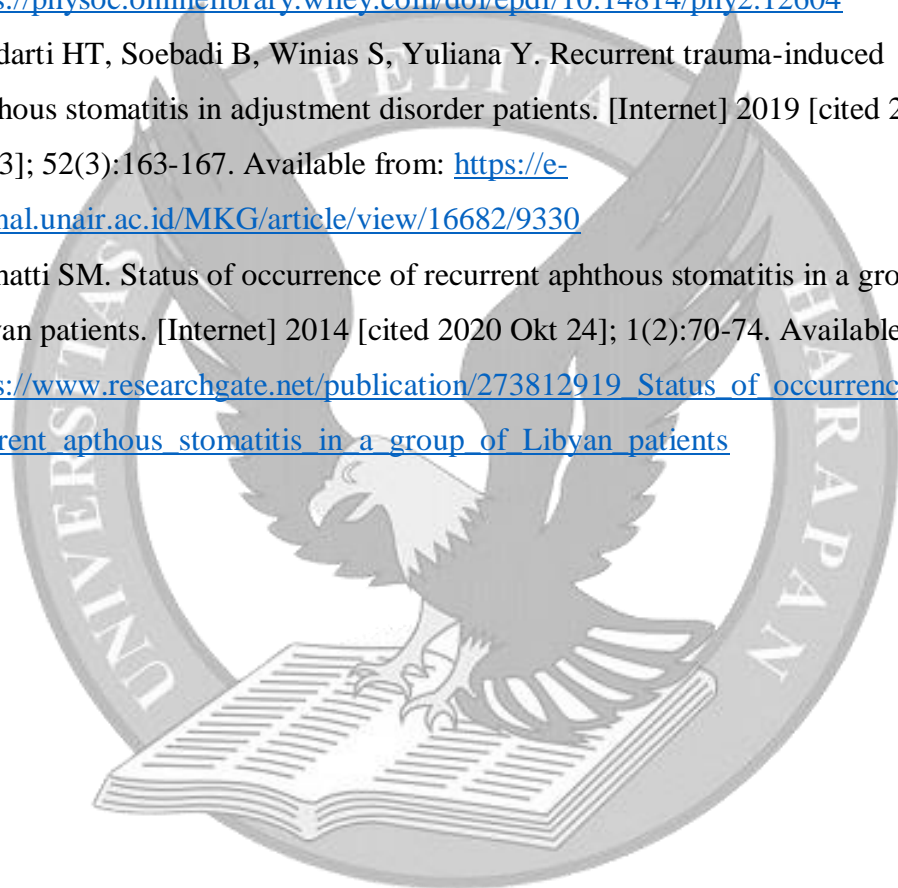 s://physoc.onlinelibrary.wiley.com/doi/epdf/10.14814/phy2.12604
darti HT, Soebadi B, Winias S, Yuliana Y. Recurrent trauma-induced
hous stomatitis in adjustment disorder patients. [Internet] 2019 [cited 2
3]; 52(3):163-167. Available from: https://e-
nal.unair.ac.id/MKG/article/view/16682/9330
natti SM. Status of occurrence of recurrent aphthous stomatitis in a gro
yan patients. [Internet] 2014 [cited 2020 Okt 24]; 1(2):70-74. Available
s://www.researchgate.net/publication/273812919_Status_of_occurrenc
rent_apthous_stomatitis_in_a_group_of_Libyan_patients
UNIVERSITAS PELITA HARAPAN